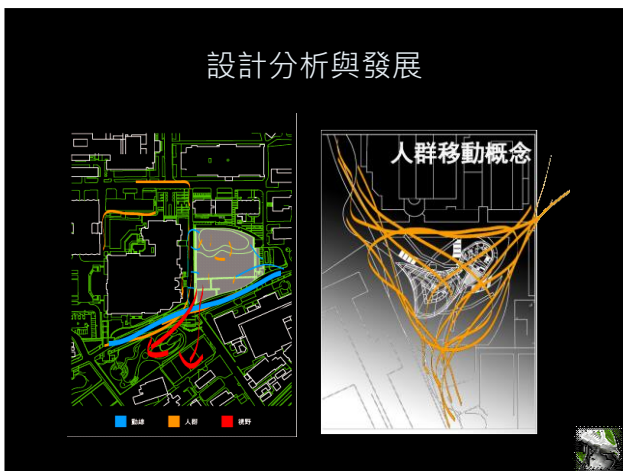 設計分析與發展
人群移動概念
動線
人群
視野